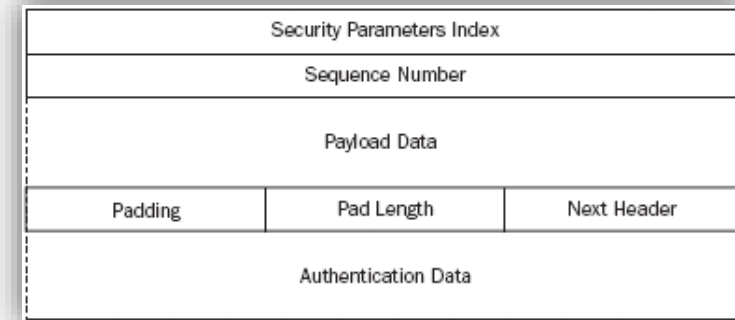 Security Parameters Index
Sequence Number
Payload Data
Padding Pad Length Next Header
Authentication Data